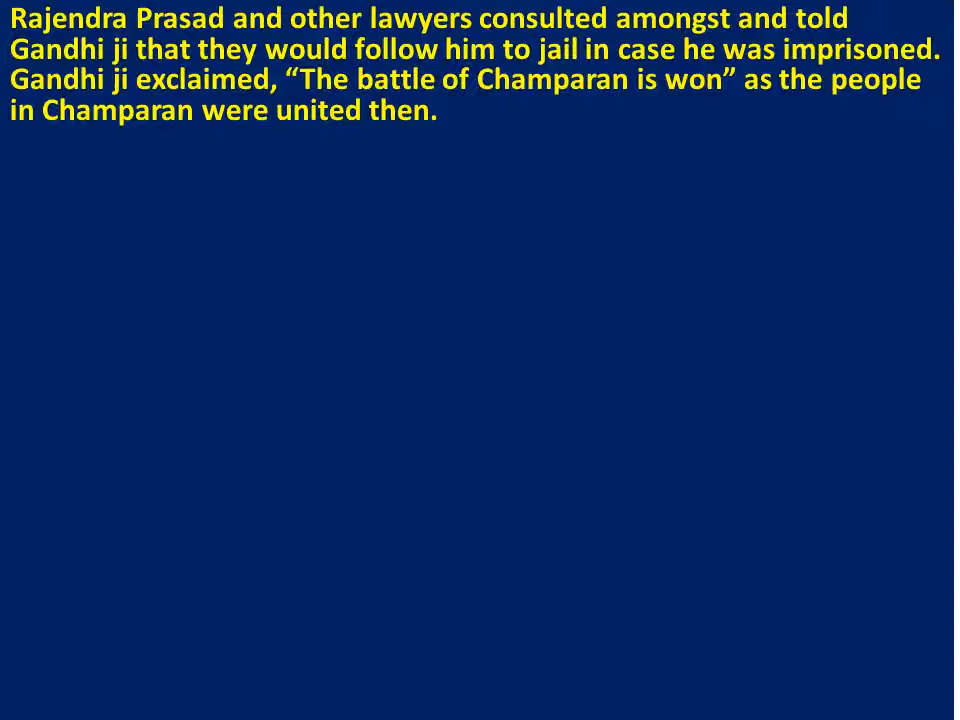 Rajendra Prasad and other lawyers consulted amongst and told
Gandhi ji that they would follow him to jail in case he was imprisoned.
Gandhi ji exclaimed, “The battle of Champaran is won” as the people
in Champaran were united then.